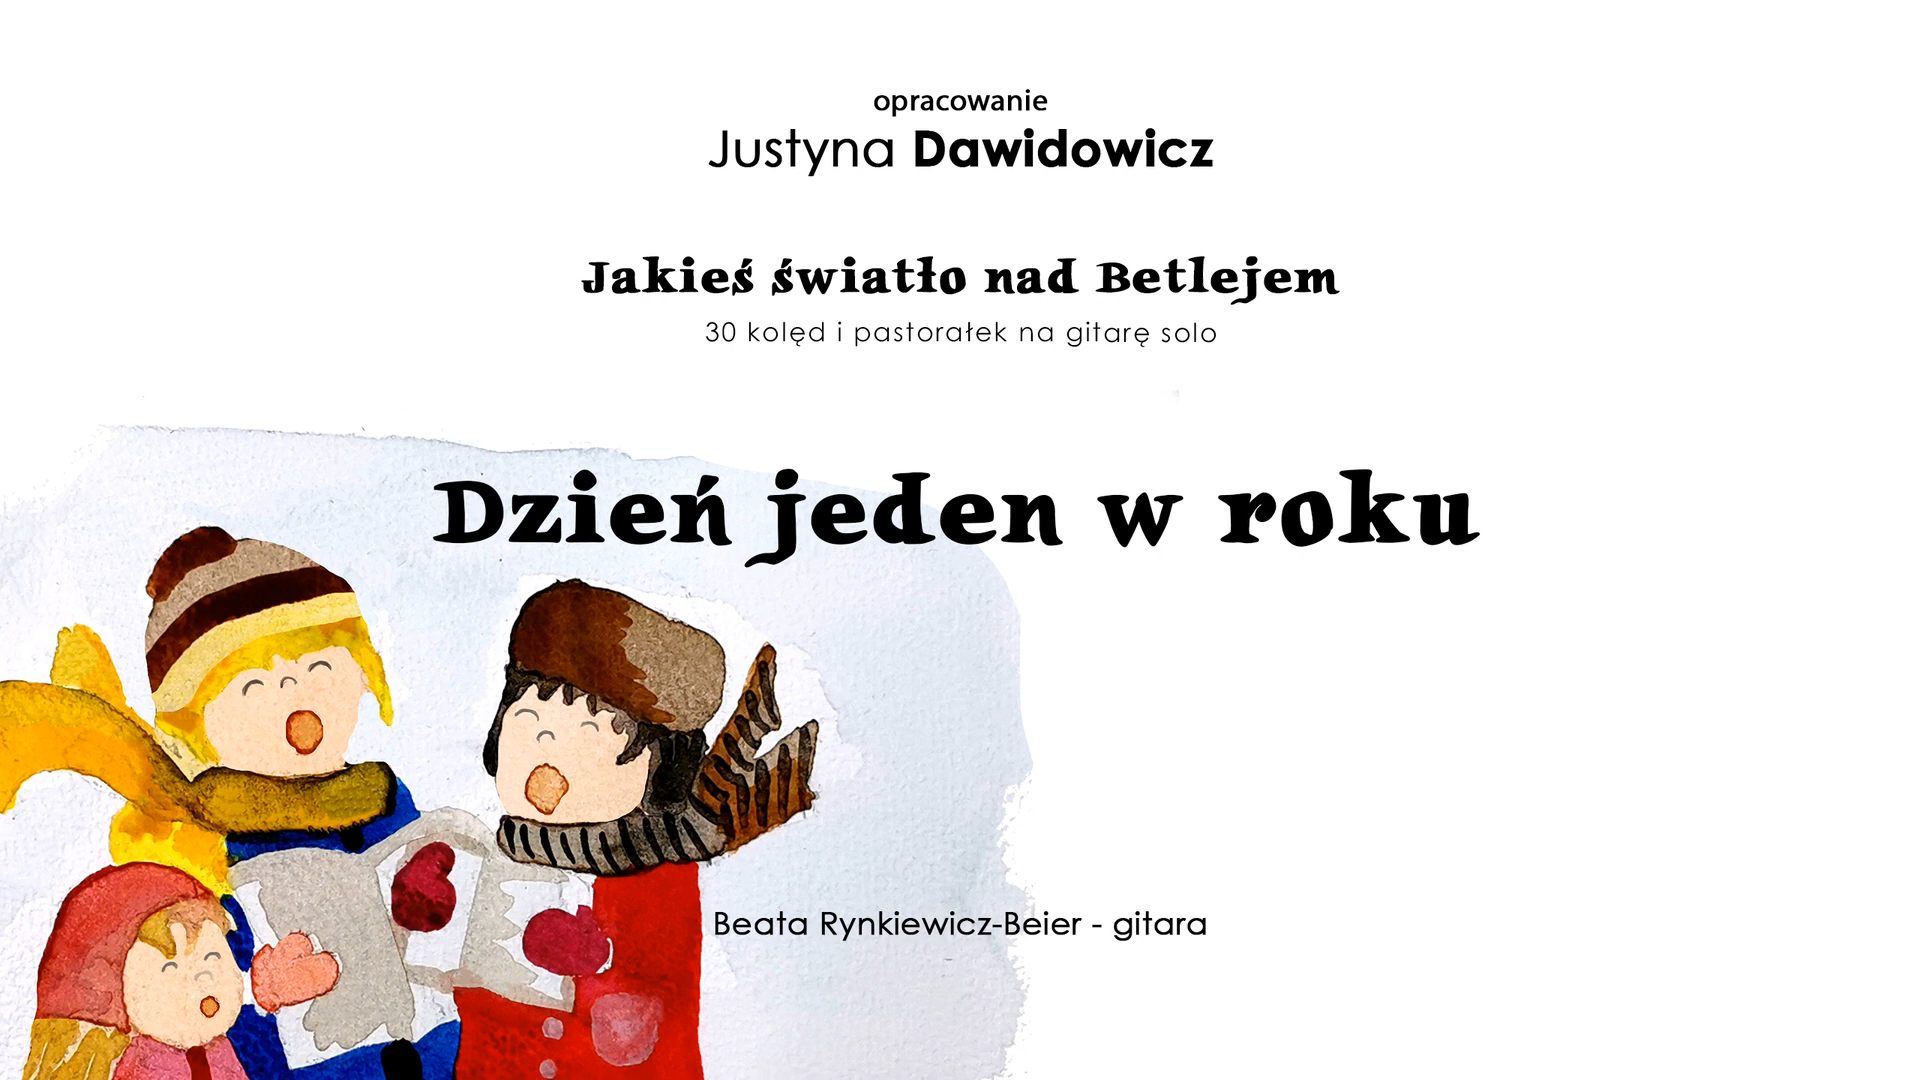 opracowanie
Justyna Dawidowicz
Jakieś światło nad Betlejem
30 kolęd i pastorałek na gitarę solo
Dzień jeden w roku
Beata Rynkiewicz-Beier - gitara